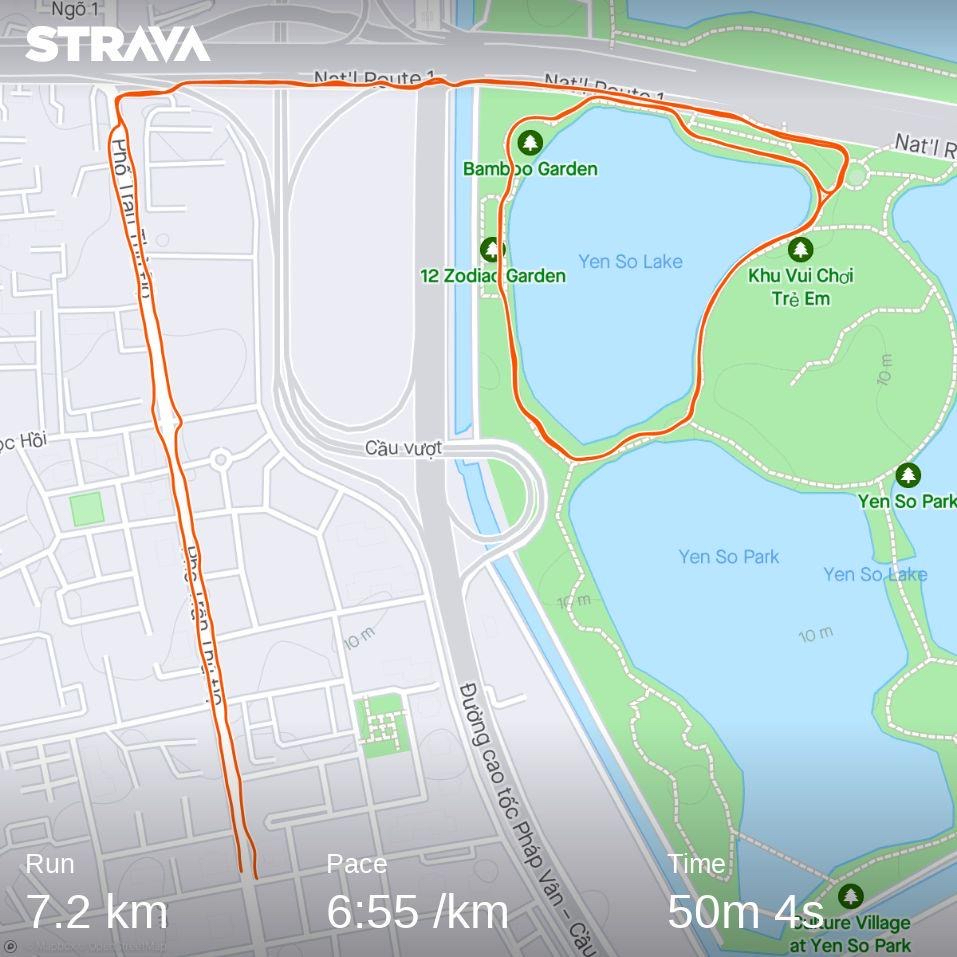 Ngõ 1
STRAVA
Nat'l Route 1
Nat'l Route 1
Nat'l R
Phố Trần Thủ Độ
Bamboo Garden
12 Zodiac Garden
Yen So Lake
Khu Vui Chơi
Trẻ Em
10 m
ọc Hồi
Cầu vượt
Yen So Park
Phố Trần Thủ Độ
Yen So Park
Yen So Lake
10 m
10 m
10 m
Đường cao tốc Pháp Vân - Cầu
Run
Pace
Time
7.2 km
6:55 /km
50m 4s
Culture Village
at Yen So Park
© Mapbox © OpenStreetMap